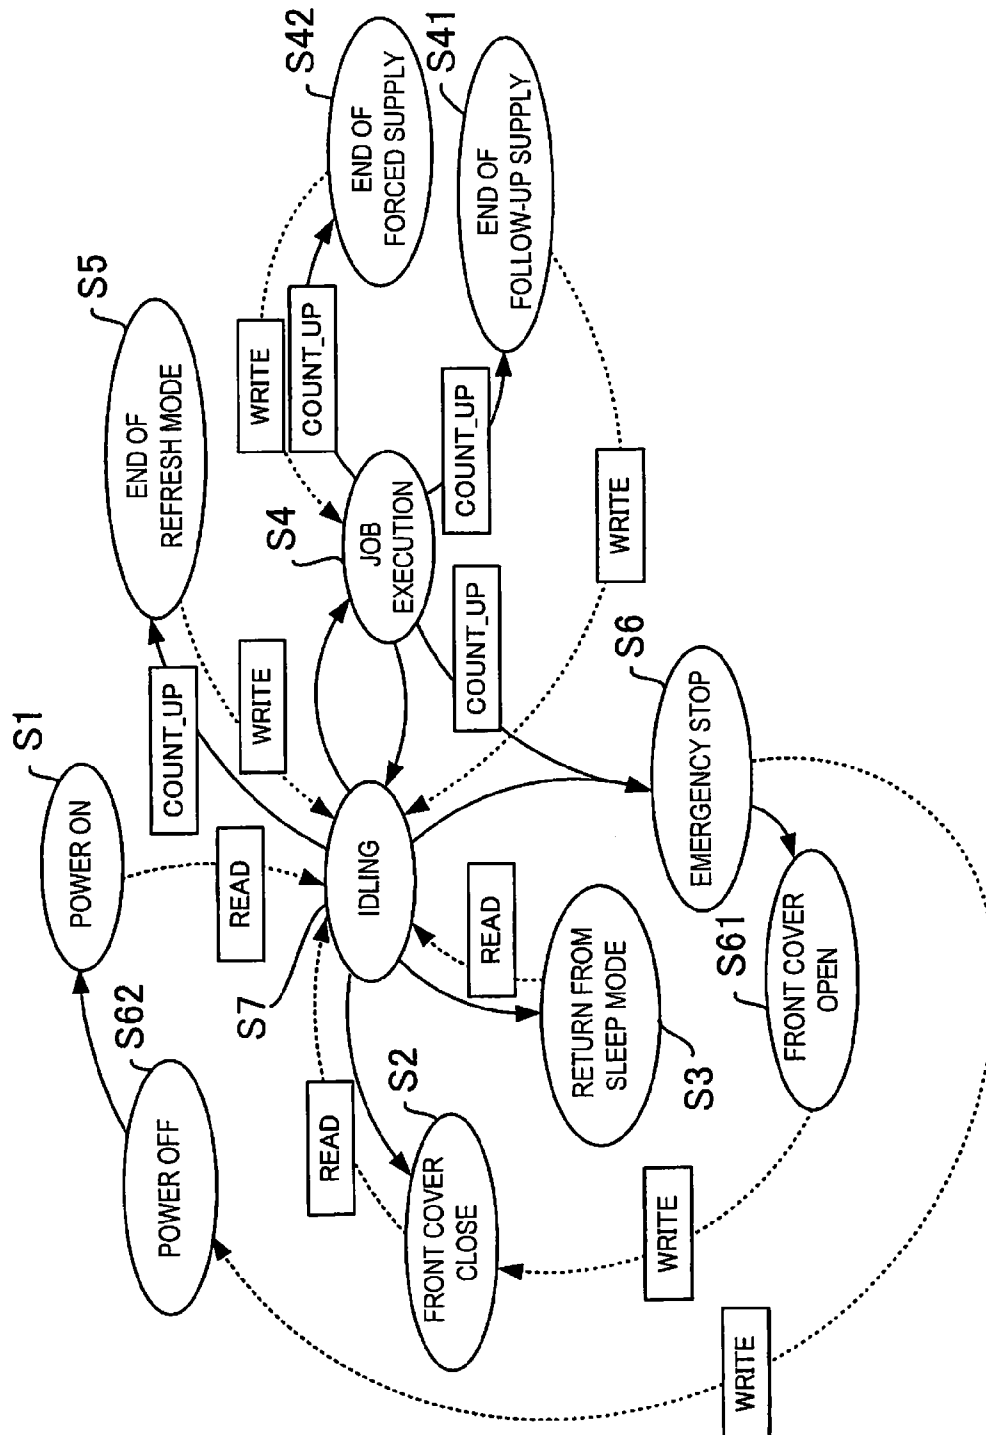 S62
POWER OFF
S1
POWER ON
READ
COUNT_UP
S5
END OF
REFRESH MODE
WRITE
S42
END OF
FORCED SUPPLY
WRITE
COUNT_UP
S41
END OF
FOLLOW-UP SUPPLY
COUNT_UP
S4
JOB
EXECUTION
S7
IDLING
READ
S2
FRONT COVER
CLOSE
READ
RETURN FROM
SLEEP MODE
S3
COUNT_UP
WRITE
S6
EMERGENCY STOP
S61
FRONT COVER
OPEN
WRITE
WRITE